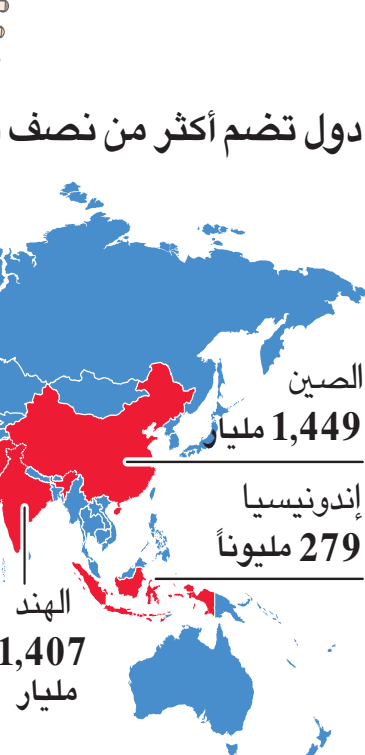 دول تضم أكثر من نصف
الصين
1,449 مليار
إندونيسيا
279 مليوناً
الهند
1,407
مليار